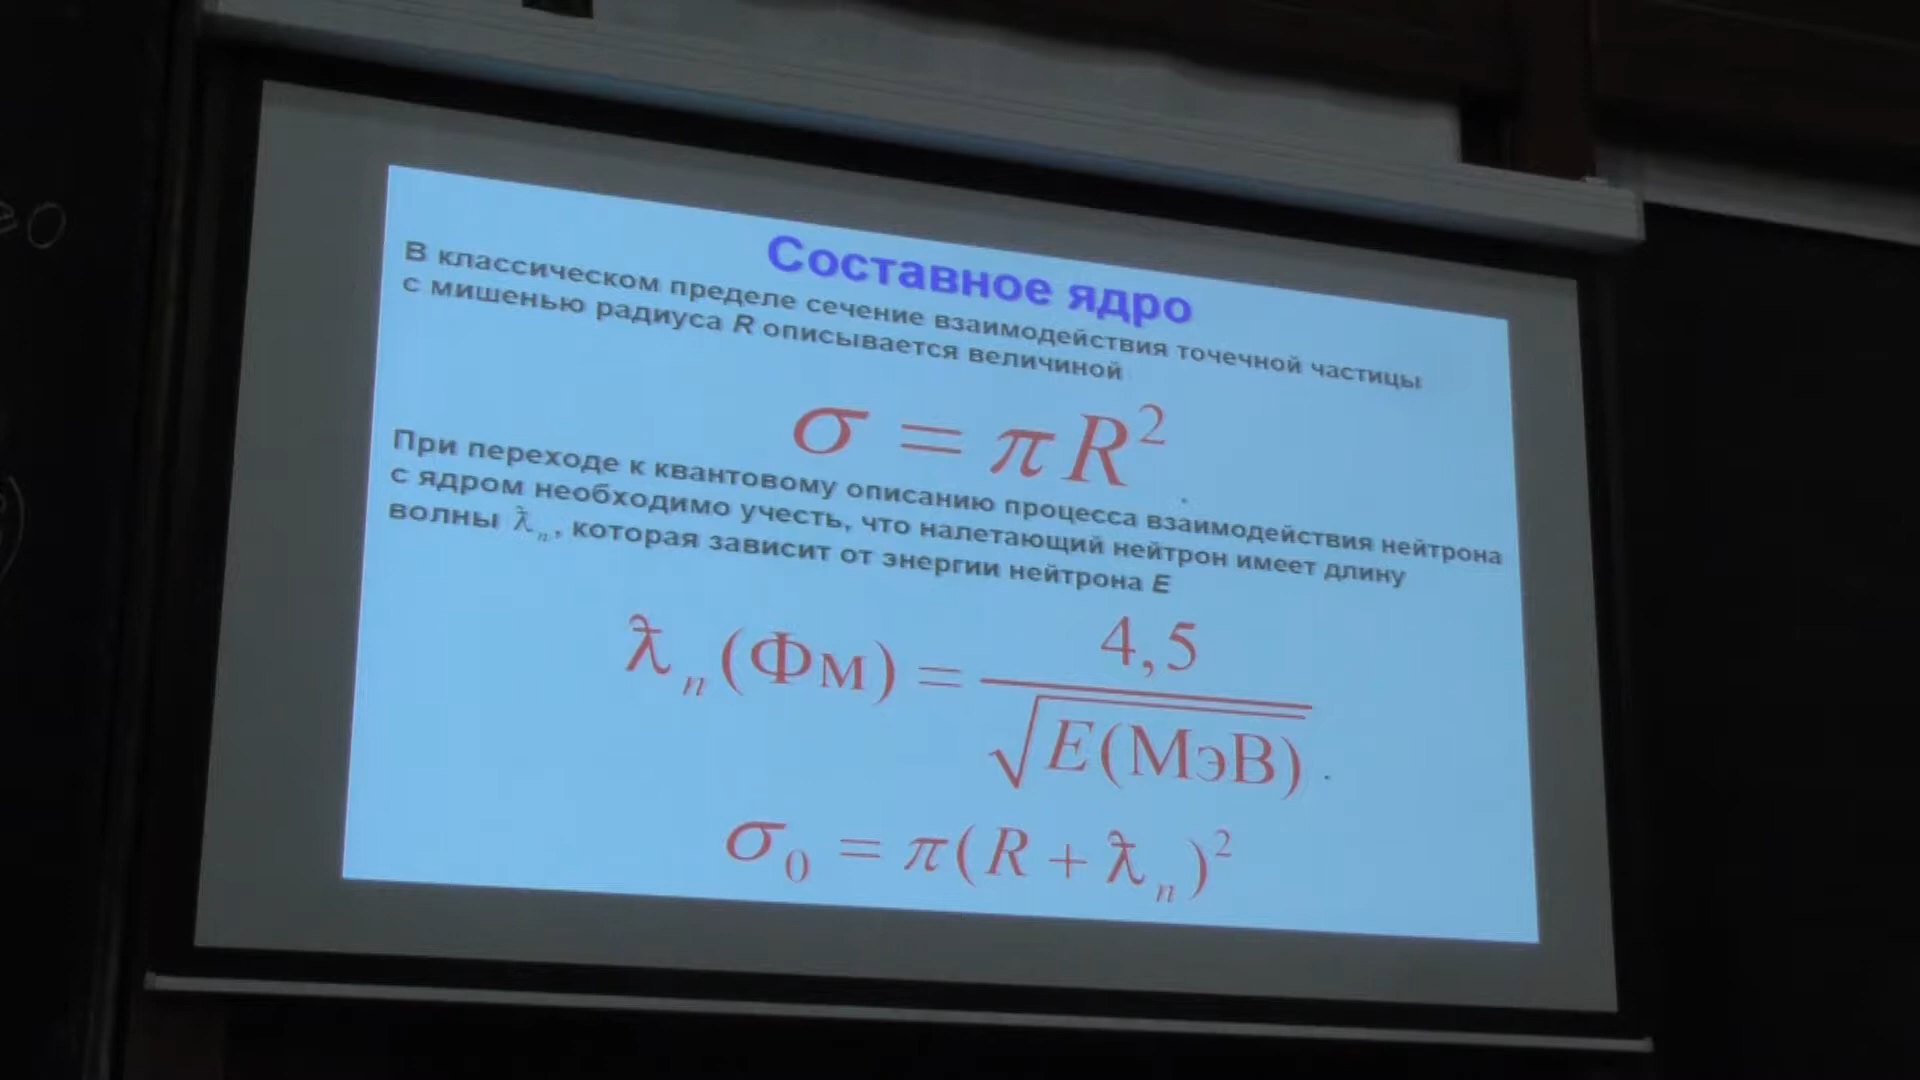 Составное ядро
В классическом пределе сечение взаимодействия точечной частицы
с мишенью радиуса R описывается величиной
σ = πR²
При переходе к квантовому описанию процесса взаимодействия нейтрона
с ядром необходимо учесть, что налетающий нейтрон имеет длину
волны ƛₙ, которая зависит от энергии нейтрона E
ƛₙ(Фм) = 4,5 / √E(МэВ) .
σ₀ = π(R + ƛₙ)²